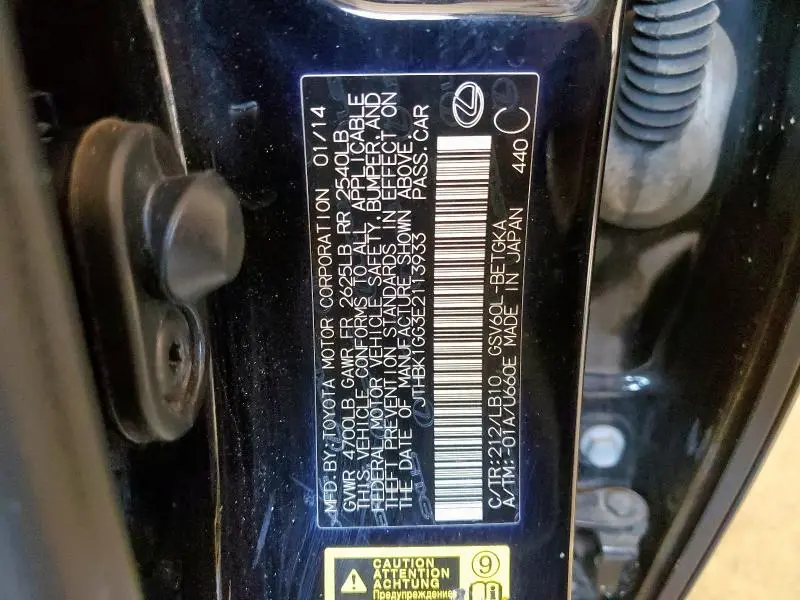 MFD.BY:TOYOTA MOTOR CORPORATION 01/14
GVWR 4700LB GAWR FR 2625LB RR 2540LB
THIS VEHICLE CONFORMS TO ALL APPLICABLE
FEDERAL MOTOR VEHICLE SAFETY,BUMPER,AND
THEFT PREVENTION STANDARDS IN EFFECT ON
THE DATE OF MANUFACTURE SHOWN ABOVE.
JTHBK1GG3E2113933 PASS.CAR
C/TR:212/LB10 GSV60L-BETGKA
A/TM:-01A/U660E MADE IN JAPAN
440 C
CAUTION
ATTENTION
ACHTUNG
Предупреждение
9